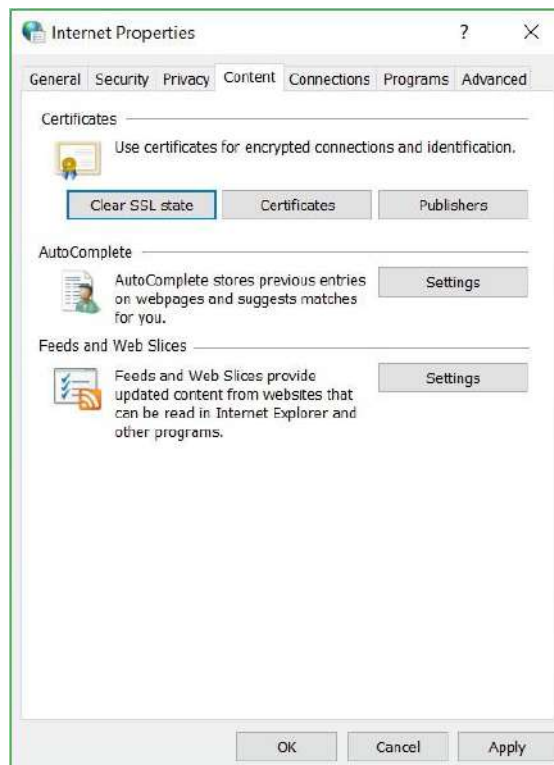 Internet Properties
?
General Security Privacy Content Connections Programs Advanced
Certificates
Use certificates for encrypted connections and identification.
Clear SSL state Certificates Publishers
AutoComplete
AutoComplete stores previous entries
on webpages and suggests matches
for you.
Settings
Feeds and Web Slices
Feeds and Web Slices provide
updated content from websites that
can be read in Internet Explorer and
other programs.
Settings
OK Cancel Apply